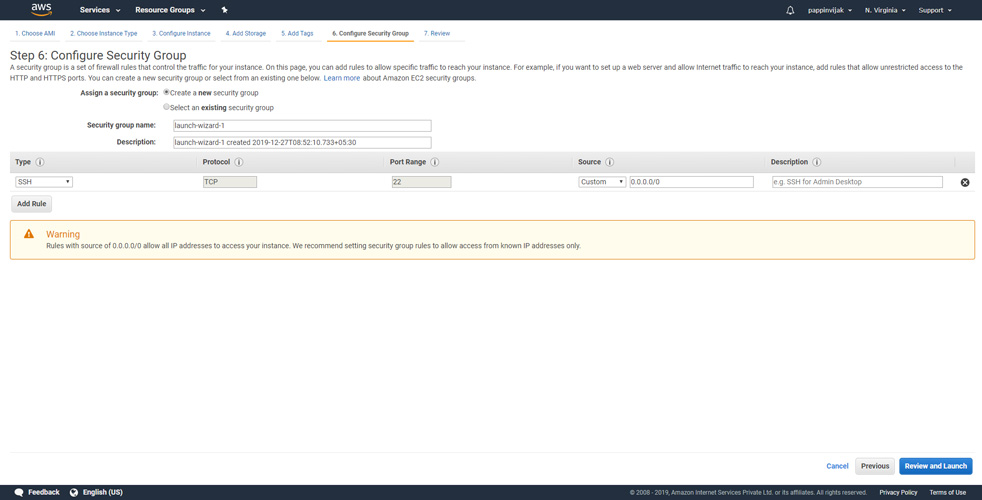 aws Services Resource Groups pappinvijak N. Virginia Support
1. Choose AMI 2. Choose Instance Type 3. Configure Instance 4. Add Storage 5. Add Tags 6. Configure Security Group 7. Review
Step 6: Configure Security Group
A security group is a set of firewall rules that control the traffic for your instance. On this page, you can add rules to allow specific traffic to reach your instance. For example, if you want to set up a web server and allow Internet traffic to reach your instance, add rules that allow unrestricted access to the
HTTP and HTTPS ports. You can create a new security group or select from an existing one below. Learn more about Amazon EC2 security groups.
Assign a security group: Create a new security group
Select an existing security group
Security group name: launch-wizard-1
Description: launch-wizard-1 created 2019-12-27T08:52:10.733+05:30
Type Protocol Port Range Source Description
SSH TCP 22 Custom 0.0.0.0/0 e.g. SSH for Admin Desktop
Add Rule
Warning
Rules with source of 0.0.0.0/0 allow all IP addresses to access your instance. We recommend setting security group rules to allow access from known IP addresses only.
Cancel Previous Review and Launch
Feedback English (US) © 2008 - 2019, Amazon Internet Services Private Ltd. or its affiliates. All rights reserved. Privacy Policy Terms of Use